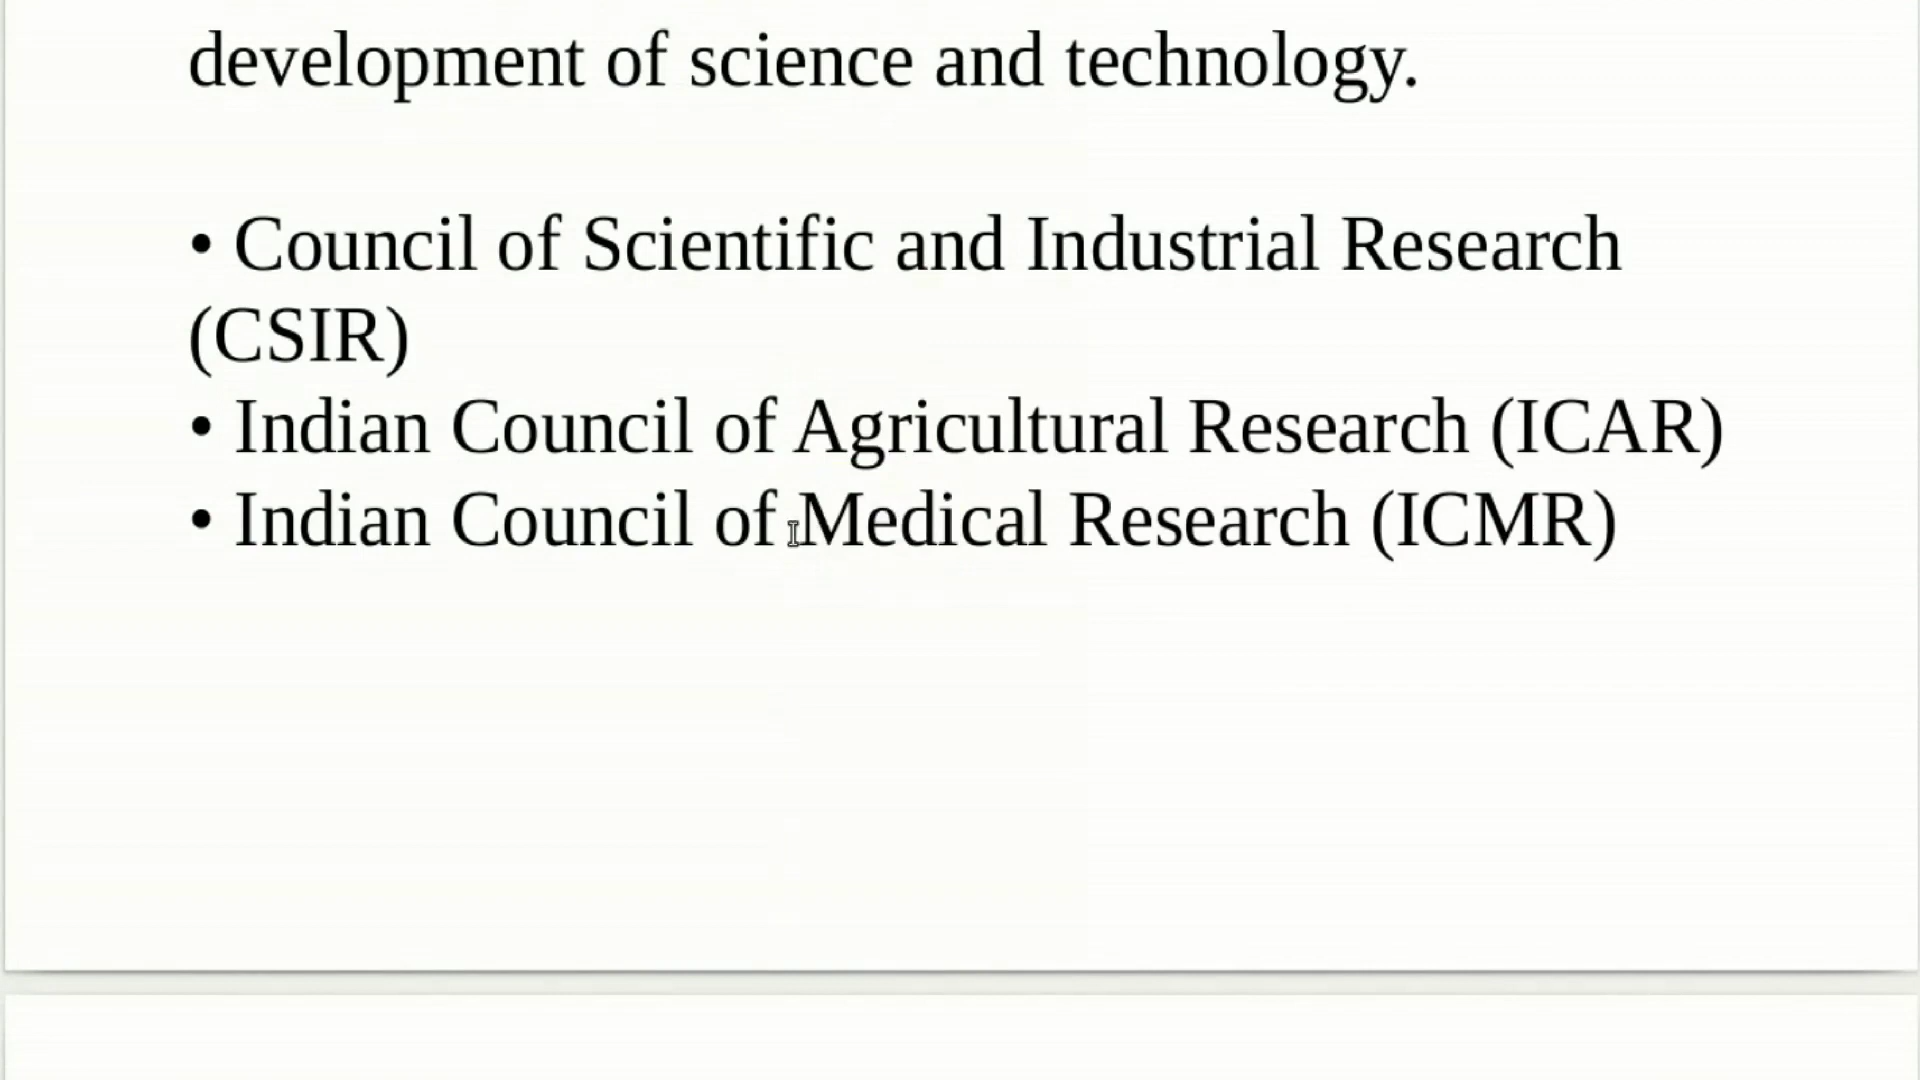 development of science and technology.
• Council of Scientific and Industrial Research
(CSIR)
• Indian Council of Agricultural Research (ICAR)
• Indian Council of Medical Research (ICMR)